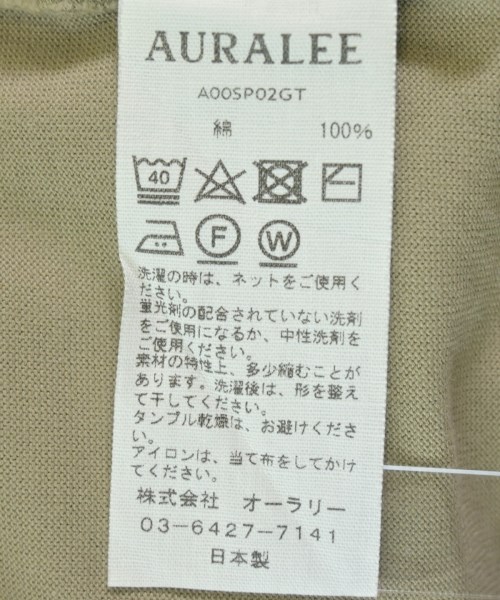 AURALEE
A00SP02GT
綿 100%
40
F W
洗濯の時は、ネットをご使用く
ださい。
蛍光剤の配合されていない洗剤
をご使用になるか、中性洗剤を
ご使用ください。
素材の特性上、多少縮むことが
あります。洗濯後は、形を整え
て干してください。
タンブル乾燥は、お避けくださ
い。
アイロンは、当て布をしてかけ
てください。
株式会社 オーラリー
03-6427-7141
日本製